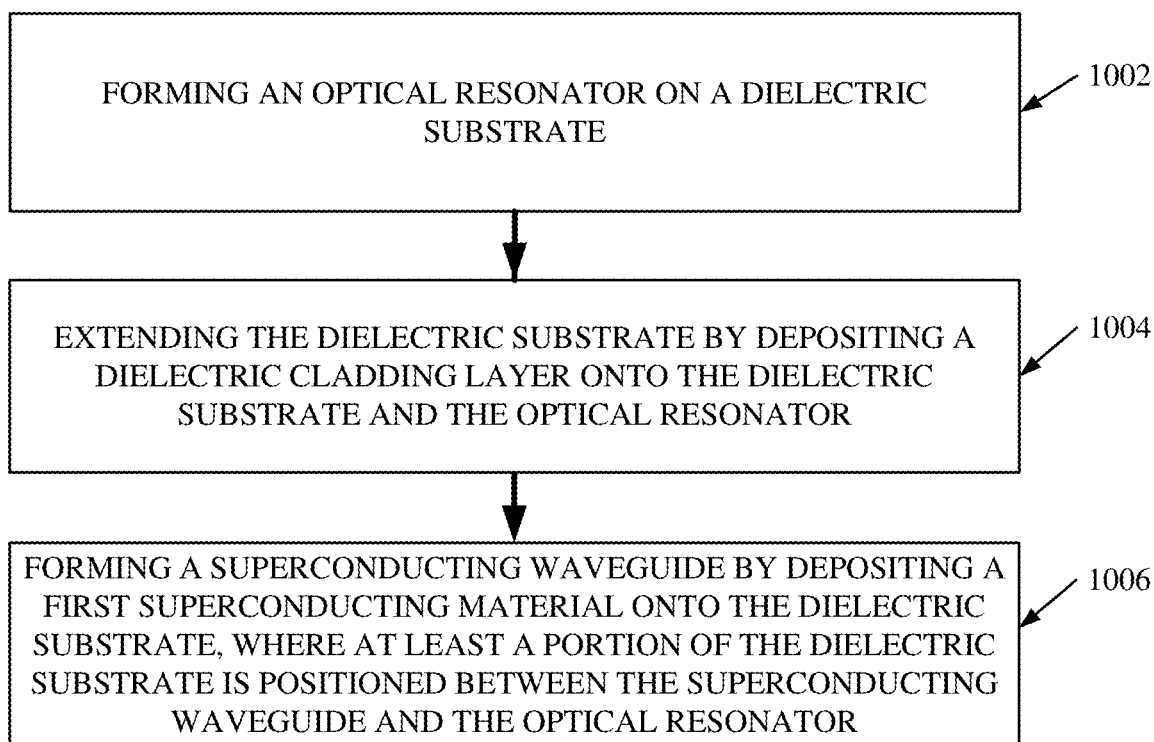 FORMING AN OPTICAL RESONATOR ON A DIELECTRIC
SUBSTRATE
1002
EXTENDING THE DIELECTRIC SUBSTRATE BY DEPOSITING A
DIELECTRIC CLADDING LAYER ONTO THE DIELECTRIC
SUBSTRATE AND THE OPTICAL RESONATOR
1004
FORMING A SUPERCONDUCTING WAVEGUIDE BY DEPOSITING A
FIRST SUPERCONDUCTING MATERIAL ONTO THE DIELECTRIC
SUBSTRATE, WHERE AT LEAST A PORTION OF THE DIELECTRIC
SUBSTRATE IS POSITIONED BETWEEN THE SUPERCONDUCTING
WAVEGUIDE AND THE OPTICAL RESONATOR
1006